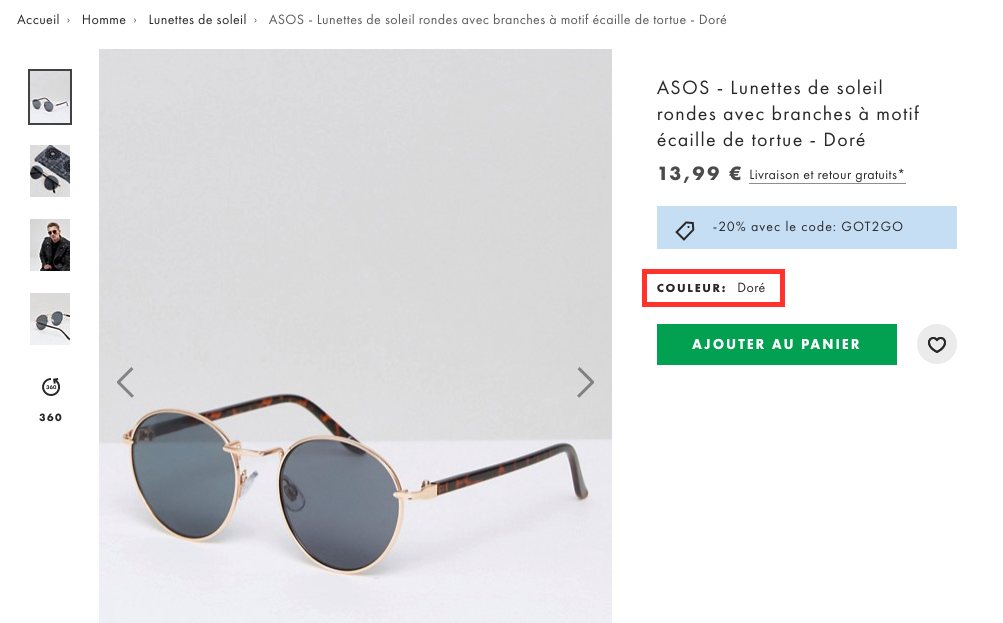 Accueil › Homme › Lunettes de soleil › ASOS - Lunettes de soleil rondes avec branches à motif écaille de tortue - Doré
ASOS - Lunettes de soleil
rondes avec branches à motif
écaille de tortue - Doré
13,99 € Livraison et retour gratuits*
-20% avec le code: GOT2GO
COULEUR: Doré
AJOUTER AU PANIER
360
360